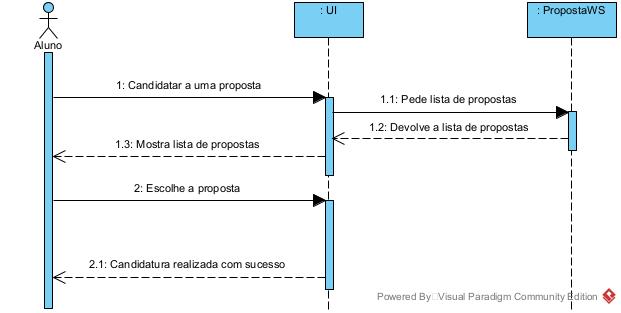 : UI
: PropostaWS
Aluno
1: Candidatar a uma proposta
1.1: Pede lista de propostas
1.2: Devolve a lista de propostas
1.3: Mostra lista de propostas
2: Escolhe a proposta
2.1: Candidatura realizada com sucesso
Powered By Visual Paradigm Community Edition